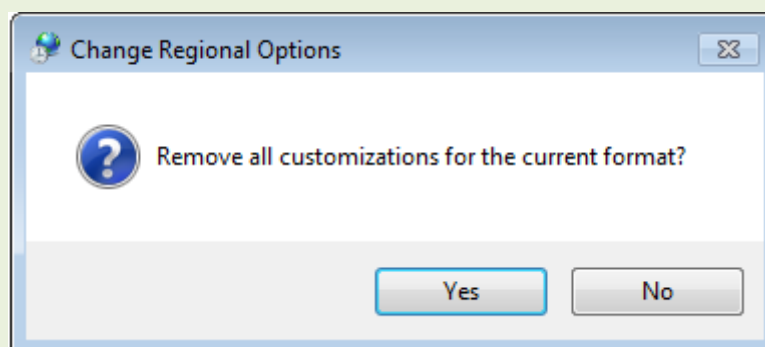 Change Regional Options
Remove all customizations for the current format?
Yes
No